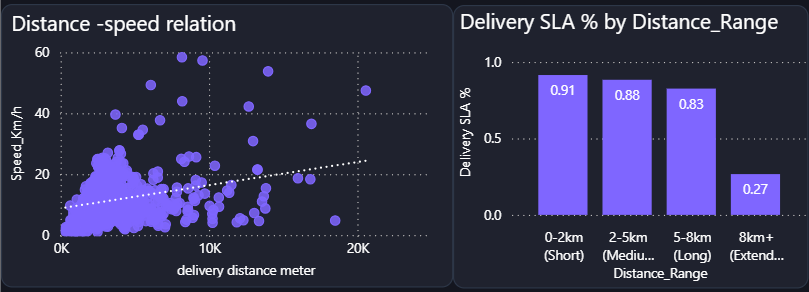 Distance -speed relation
Speed_Km/h
60
40
20
0
0K
10K
20K
delivery distance meter
Delivery SLA % by Distance_Range
Delivery SLA %
1.0
0.5
0.0
0.91
0.88
0.83
0.27
0-2km
(Short)
2-5km
(Mediu...
5-8km
(Long)
8km+
(Extend...
Distance_Range